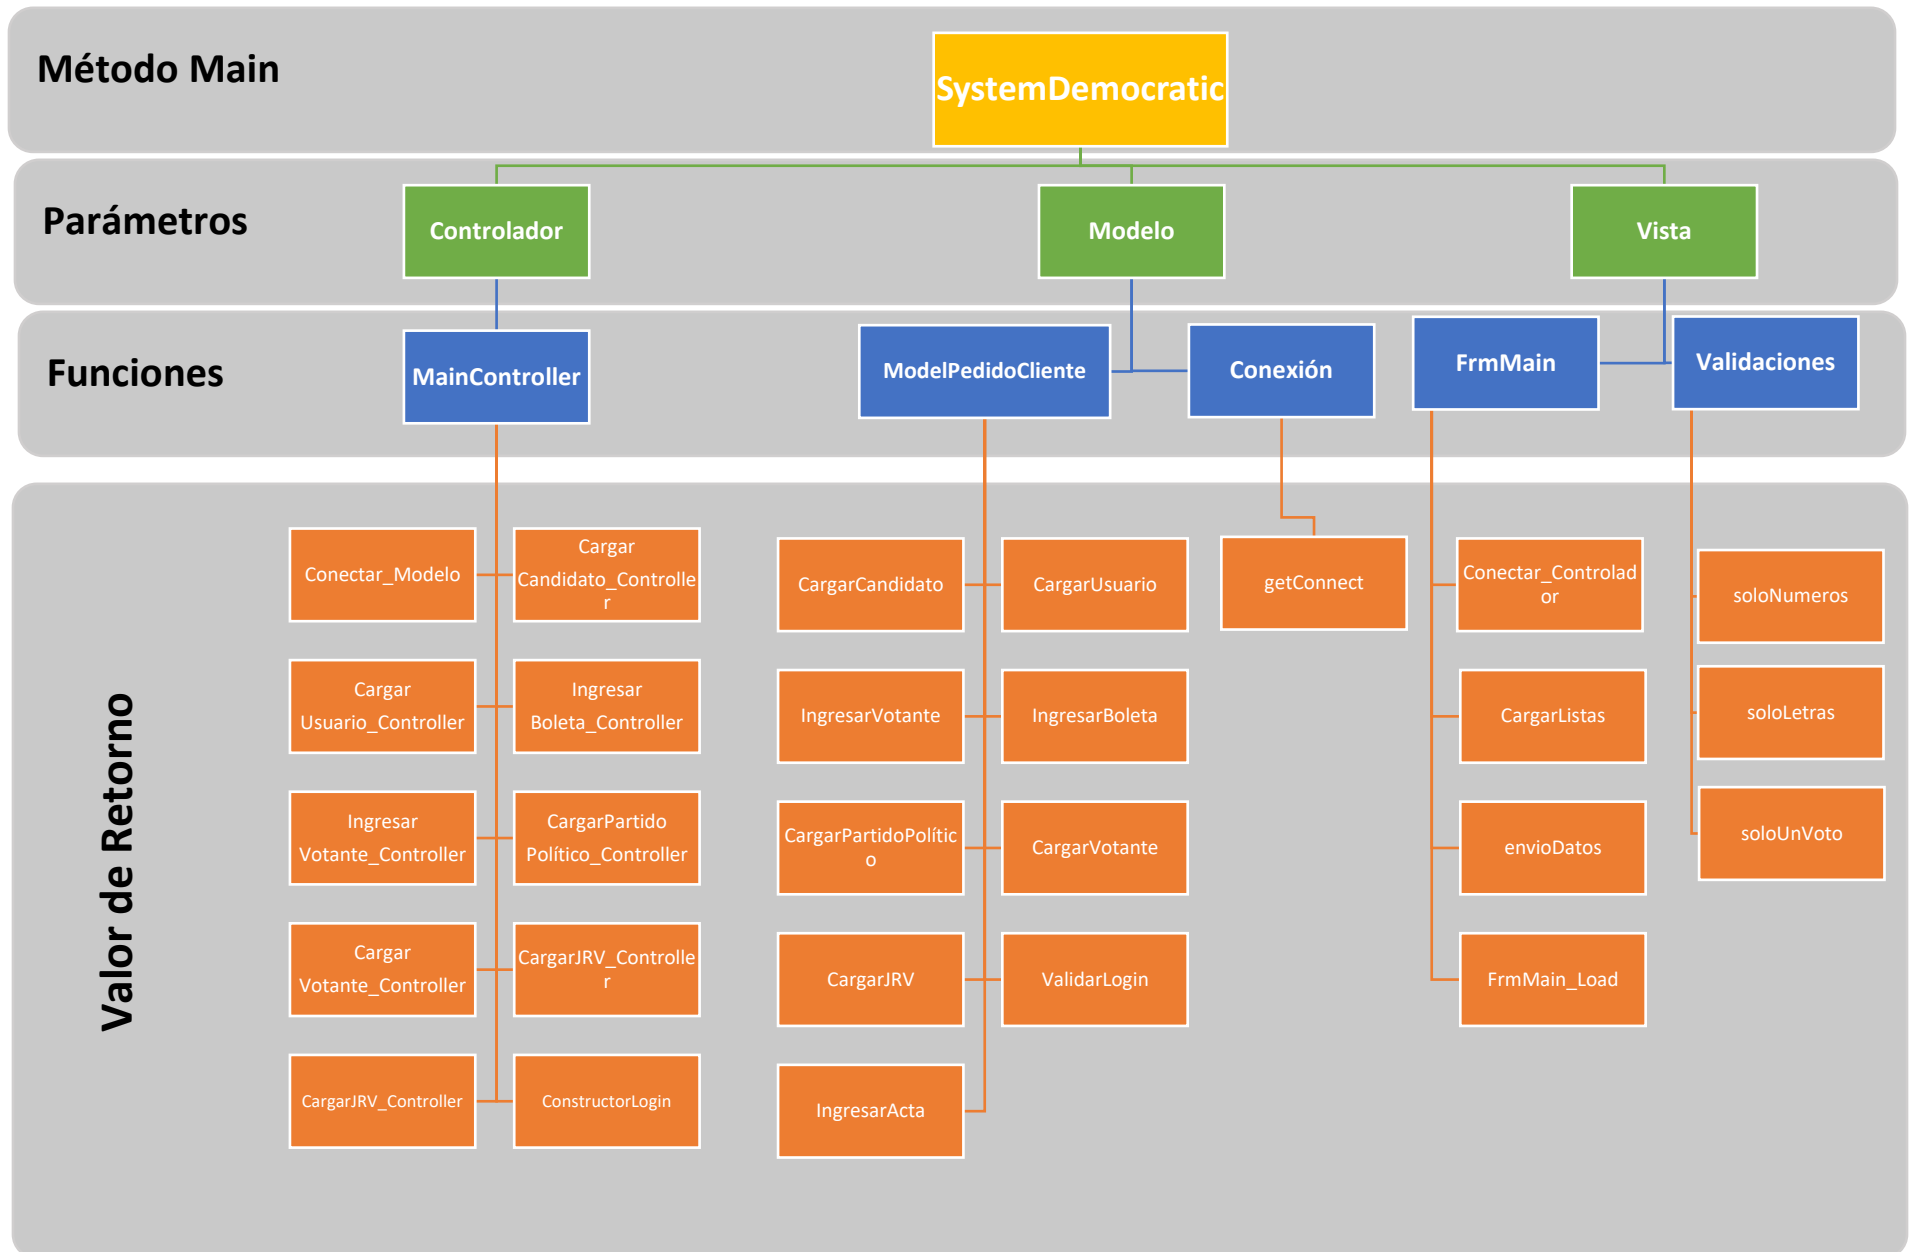 Método Main
SystemDemocratic
Parámetros
Controlador
Modelo
Vista
Funciones
MainController
ModelPedidoCliente
Conexión
FrmMain
Validaciones
Valor de Retorno
Conectar_Modelo
Cargar
Candidato_Controlle
r
Cargar
Usuario_Controller
Ingresar
Boleta_Controller
Ingresar
Votante_Controller
CargarPartido
Político_Controller
Cargar
Votante_Controller
CargarJRV_Controlle
r
CargarJRV_Controller
ConstructorLogin
CargarCandidato
CargarUsuario
IngresarVotante
IngresarBoleta
CargarPartidoPolític
o
CargarVotante
CargarJRV
ValidarLogin
IngresarActa
getConnect
Conectar_Controlad
or
CargarListas
envioDatos
FrmMain_Load
soloNumeros
soloLetras
soloUnVoto